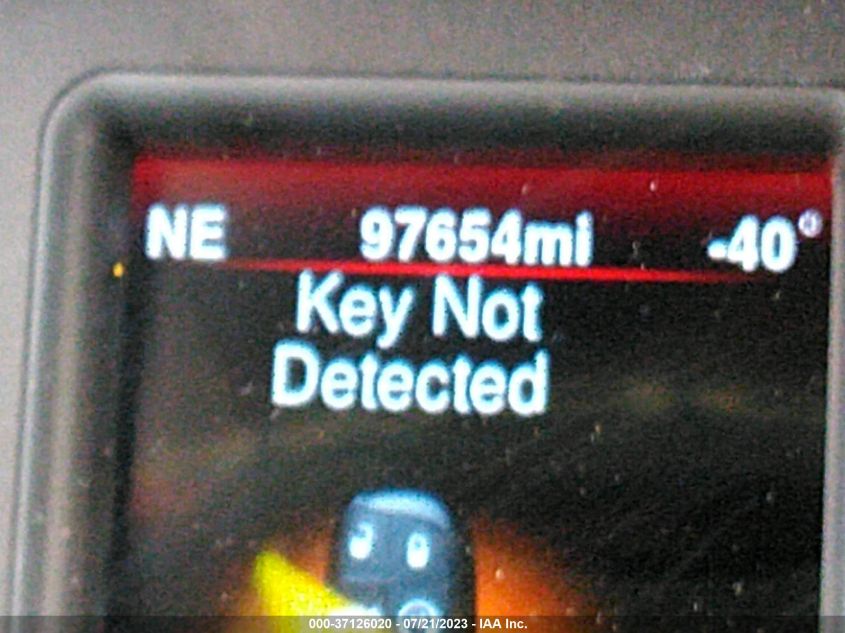 NE 97654mi -40°
Key Not
Detected
000-37126020 - 07/21/2023 - IAA Inc.